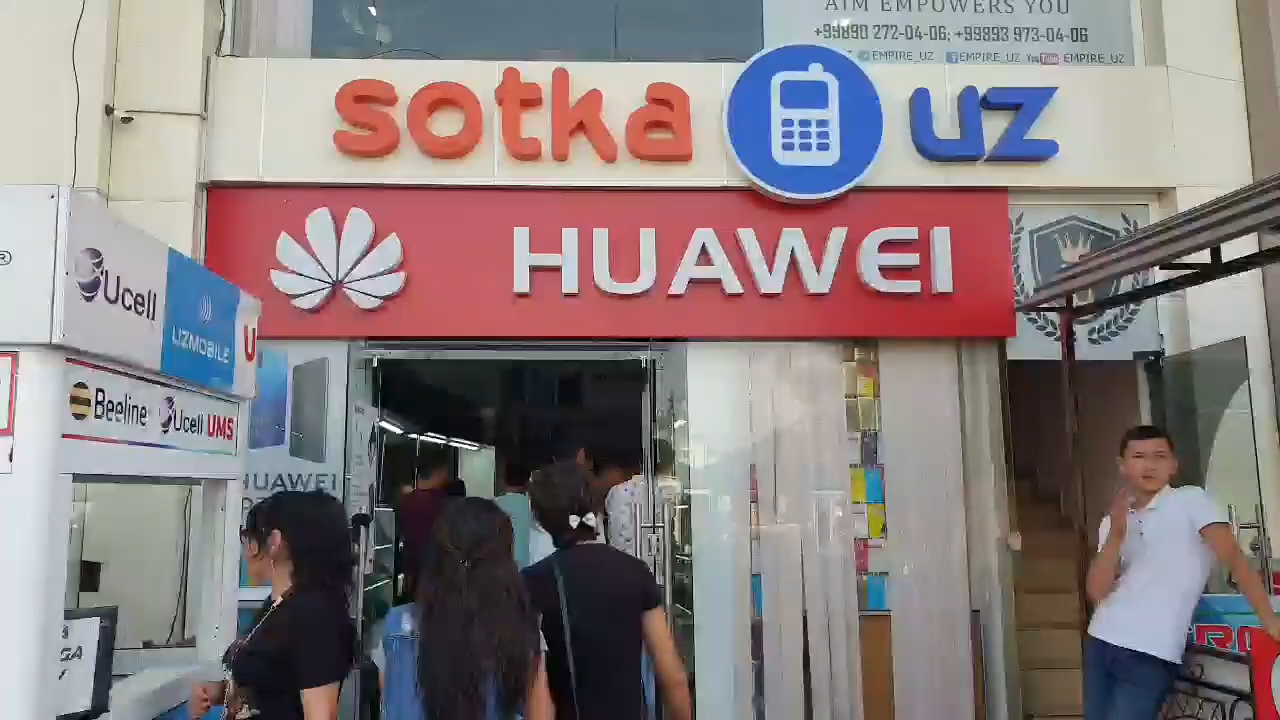 AIM EMPOWERS YOU
+99890 272-04-06; +99893 973-04-06
EMPIRE_UZ EMPIRE_UZ YouTube EMPIRE_UZ
sotka uz
HUAWEI
®
Ucell
UZMOBILE
U
Beeline Ucell UMS
HUAWEI